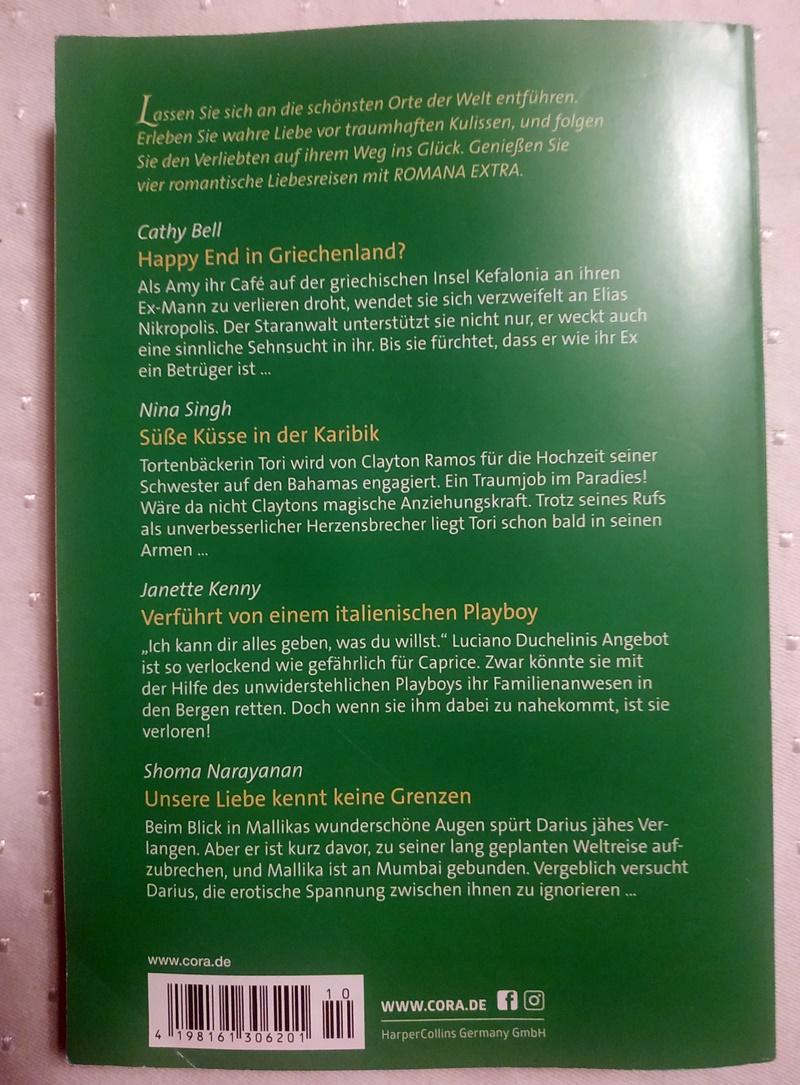 Lassen Sie sich an die schönsten Orte der Welt entführen.
Erleben Sie wahre Liebe vor traumhaften Kulissen, und folgen
Sie den Verliebten auf ihrem Weg ins Glück. Genießen Sie
vier romantische Liebesreisen mit ROMANA EXTRA.
Cathy Bell
Happy End in Griechenland?
Als Amy ihr Café auf der griechischen Insel Kefalonia an ihren
Ex-Mann zu verlieren droht, wendet sie sich verzweifelt an Elias
Nikropolis. Der Staranwalt unterstützt sie nicht nur, er weckt auch
eine sinnliche Sehnsucht in ihr. Bis sie fürchtet, dass er wie ihr Ex
ein Betrüger ist ...
Nina Singh
Süße Küsse in der Karibik
Tortenbäckerin Tori wird von Clayton Ramos für die Hochzeit seiner
Schwester auf den Bahamas engagiert. Ein Traumjob im Paradies!
Wäre da nicht Claytons magische Anziehungskraft. Trotz seines Rufs
als unverbesserlicher Herzensbrecher liegt Tori schon bald in seinen
Armen ...
Janette Kenny
Verführt von einem italienischen Playboy
„Ich kann dir alles geben, was du willst.“ Luciano Duchelinis Angebot
ist so verlockend wie gefährlich für Caprice. Zwar könnte sie mit
der Hilfe des unwiderstehlichen Playboys ihr Familienanwesen in
den Bergen retten. Doch wenn sie ihm dabei zu nahekommt, ist sie
verloren!
Shoma Narayanan
Unsere Liebe kennt keine Grenzen
Beim Blick in Mallikas wunderschöne Augen spürt Darius jähes Ver-
langen. Aber er ist kurz davor, zu seiner lang geplanten Weltreise auf-
zubrechen, und Mallika ist an Mumbai gebunden. Vergeblich versucht
Darius, die erotische Spannung zwischen ihnen zu ignorieren ...
www.cora.de
10
4 198161 306201
WWW.CORA.DE
HarperCollins Germany GmbH